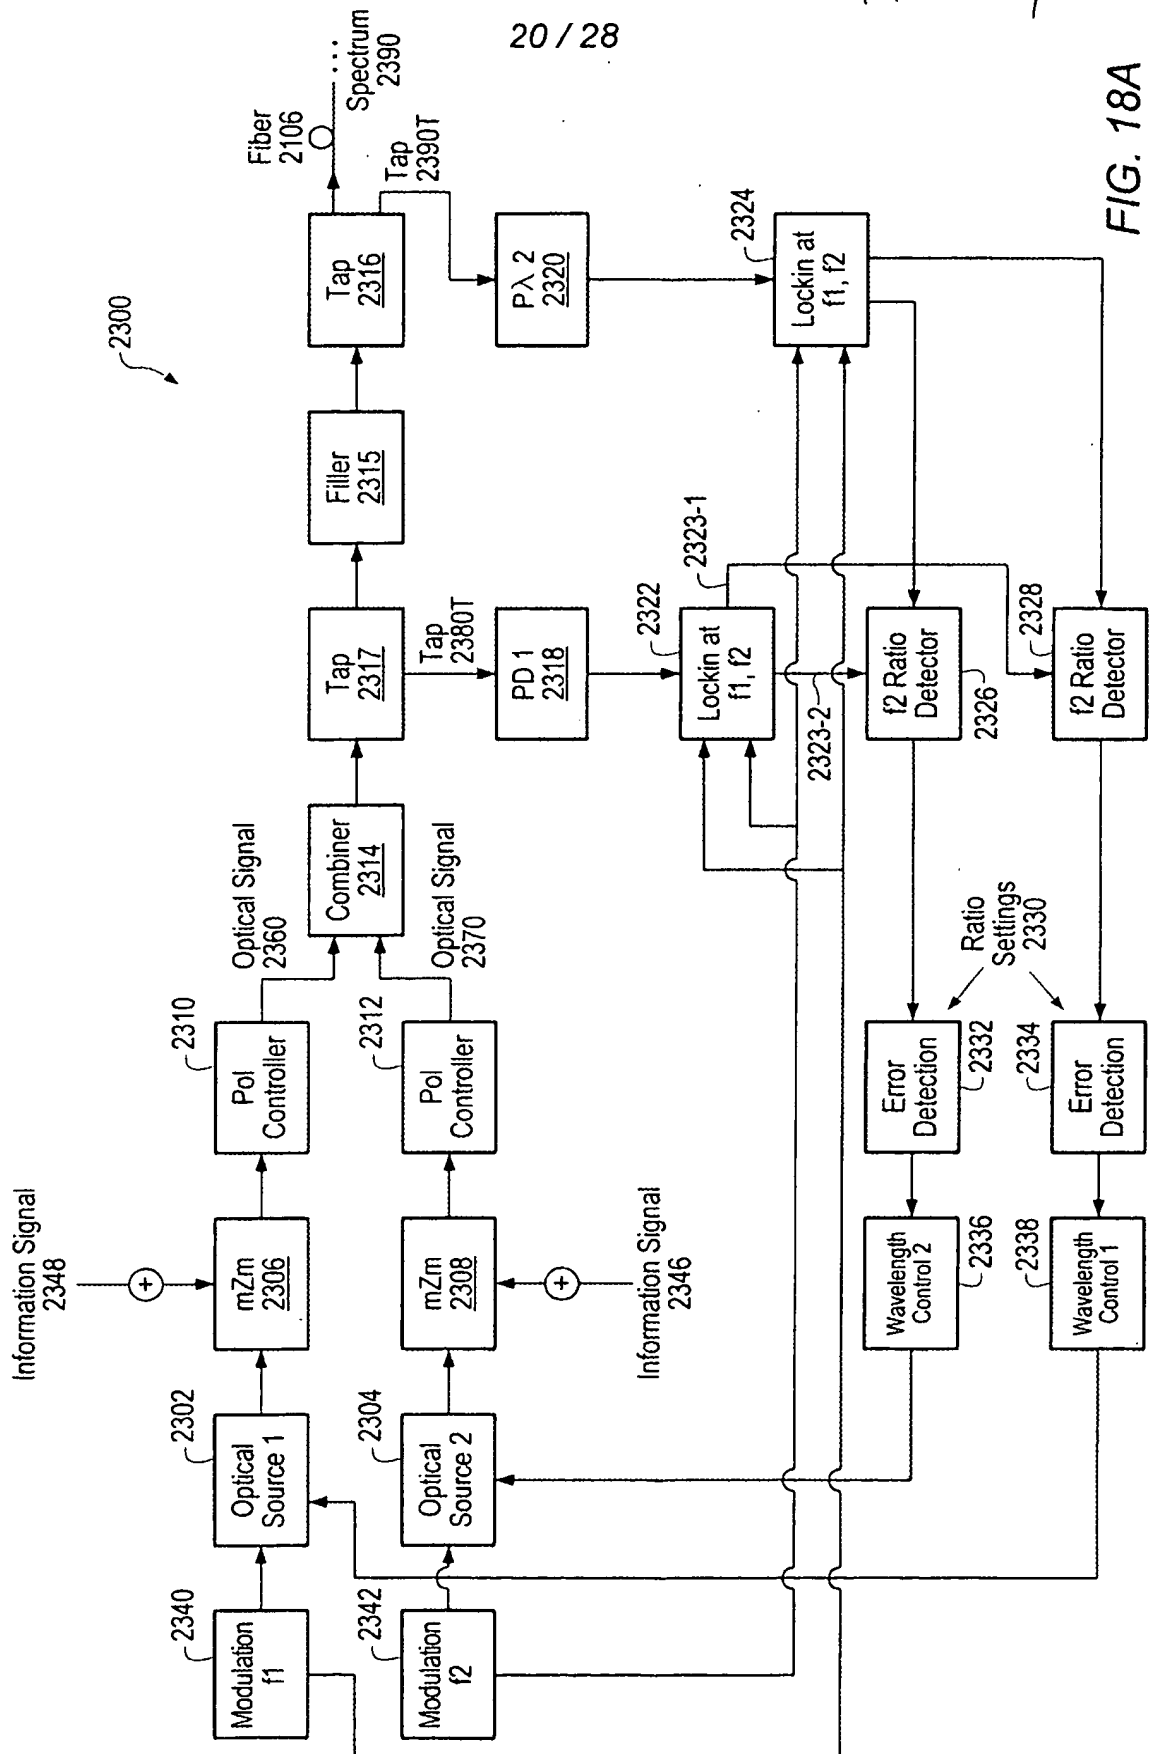 20 / 28
FIG. 18A
2300
Information Signal
2348
+
Modulation
f1
2340
Optical
Source 1
2302
mZm
2306
Pol
Controller
2310
Optical Signal
2360
Modulation
f2
2342
Optical
Source 2
2304
mZm
2308
Pol
Controller
2312
Optical Signal
2370
+
Information Signal
2346
Combiner
2314
Tap
2317
Filler
2315
Tap
2316
Fiber
2106
Spectrum
2390
Tap
2380T
Tap
2390T
PD 1
2318
Pλ 2
2320
Lockin at
f1, f2
2322
2323-1
2323-2
Lockin at
f1, f2
2324
f2 Ratio
Detector
2326
f2 Ratio
Detector
2328
Ratio
Settings
2330
Error
Detection
2332
Error
Detection
2334
Wavelength
Control 2
2336
Wavelength
Control 1
2338